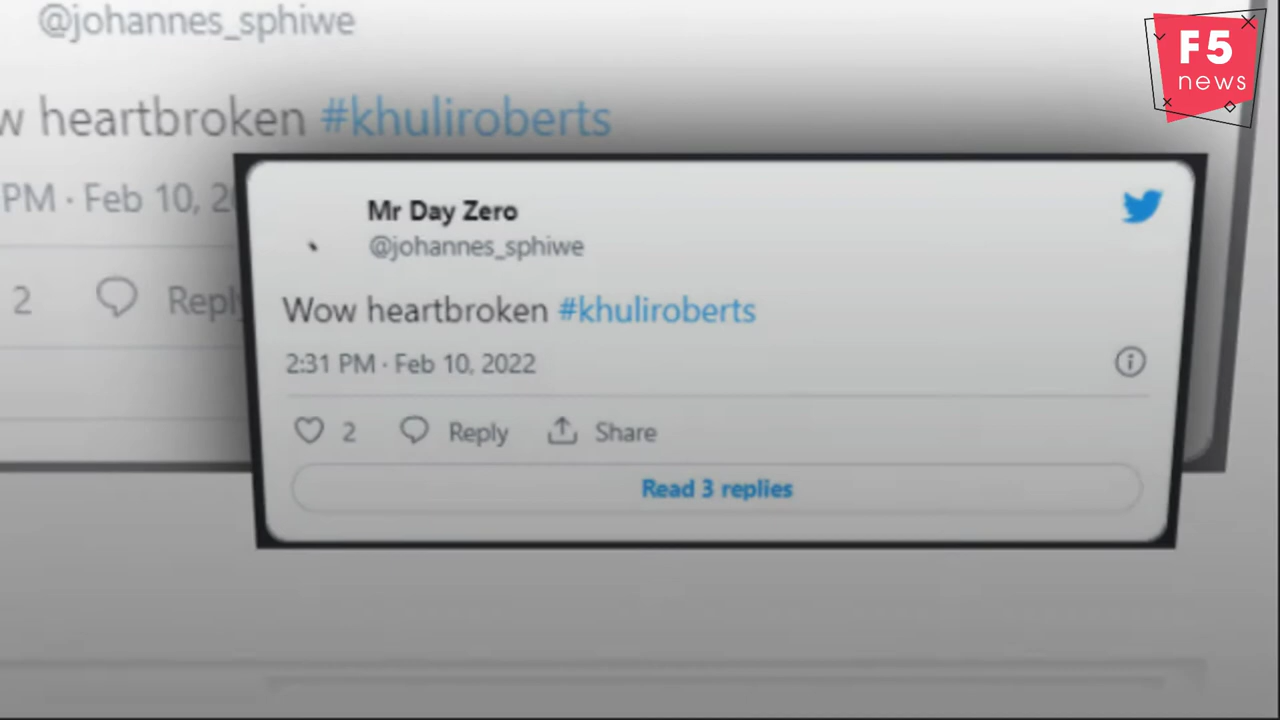 @johannes_sphiwe
w heartbroken #khuliroberts
PM · Feb 10, 2
2 Reply
F5
news
Mr Day Zero
@johannes_sphiwe
Wow heartbroken #khuliroberts
2:31 PM · Feb 10, 2022
2 Reply Share
Read 3 replies